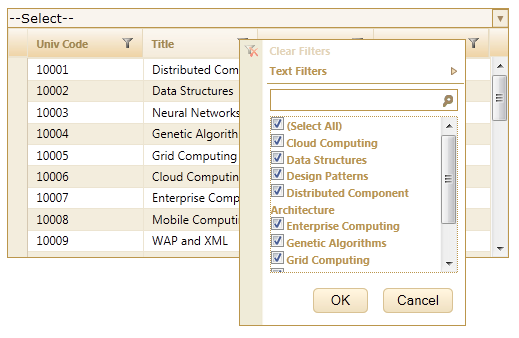 --Select--
Univ Code Title
10001 Distributed Com
10002 Data Structures
10003 Neural Networks
10004 Genetic Algorith
10005 Grid Computing
10006 Cloud Computing
10007 Enterprise Comp
10008 Mobile Computi
10009 WAP and XML
Clear Filters
Text Filters
(Select All)
Cloud Computing
Data Structures
Design Patterns
Distributed Component
Architecture
Enterprise Computing
Genetic Algorithms
Grid Computing
OK Cancel